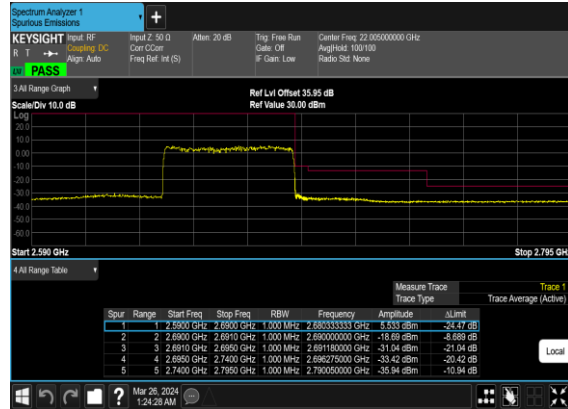 Spectrum Analyzer 1
Spurious Emissions
KEYSIGHT Input: RF Input Z: 50 Ω Atten: 20 dB Trig: Free Run Center Freq: 22.005000000 GHz
R T Coupling: DC Corr CCorr Gate: Off Avg|Hold: 100/100
Align: Auto Freq Ref: Int (S) IF Gain: Low Radio Std: None
LW PASS
3 All Range Graph
Ref Lvl Offset 35.95 dB
Scale/Div 10.0 dB Ref Value 30.00 dBm
Log
20.0
10.0
0.00
-10.0
-20.0
-30.0
-40.0
-50.0
-60.0
Start 2.590 GHz Stop 2.795 GH
4 All Range Table
Measure Trace Trace 1
Trace Type Trace Average (Active)
Spur Range Start Freq Stop Freq RBW Frequency Amplitude ΔLimit
1 1 2.5900 GHz 2.6900 GHz 1.000 MHz 2.680333333 GHz 5.533 dBm -24.47 dB
2 2 2.6900 GHz 2.6910 GHz 1.000 MHz 2.690000000 GHz -18.69 dBm -8.689 dB
3 3 2.6910 GHz 2.6950 GHz 1.000 MHz 2.691180000 GHz -31.04 dBm -21.04 dB
4 4 2.6950 GHz 2.7400 GHz 1.000 MHz 2.696275000 GHz -33.42 dBm -20.42 dB
5 5 2.7400 GHz 2.7950 GHz 1.000 MHz 2.790050000 GHz -35.94 dBm -10.94 dB
Local
Mar 26, 2024
1:24:28 AM